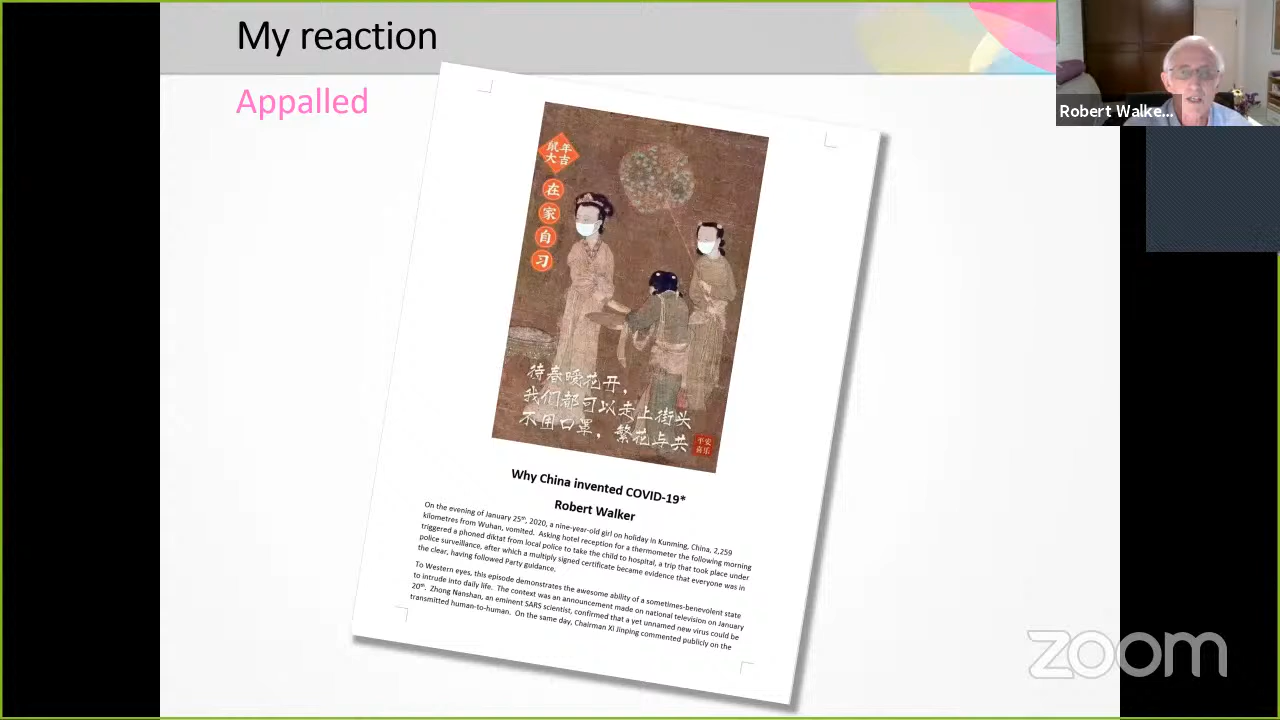 My reaction
Appalled
Robert Walke...
鼠年
大吉
在
家
自
习
待春暖花开，
我们都可以走上街头
不用口罩，繁花与共
平安
喜乐
Why China invented COVID-19*
Robert Walker
On the evening of January 25th, 2020, a nine-year-old girl on holiday in Kunming, China, 2,259
kilometres from Wuhan, vomited. Asking hotel reception for a thermometer the following morning
triggered a phoned diktat from local police to take the child to hospital, a trip that took place under
police surveillance, after which a multiply signed certificate became evidence that everyone was in
the clear, having followed Party guidance.
To Western eyes, this episode demonstrates the awesome ability of a sometimes-benevolent state
to intrude into daily life. The context was an announcement made on national television on January
20th. Zhong Nanshan, an eminent SARS scientist, confirmed that a yet unnamed new virus could be
transmitted human-to-human. On the same day, Chairman Xi Jinping commented publicly on the
zoom